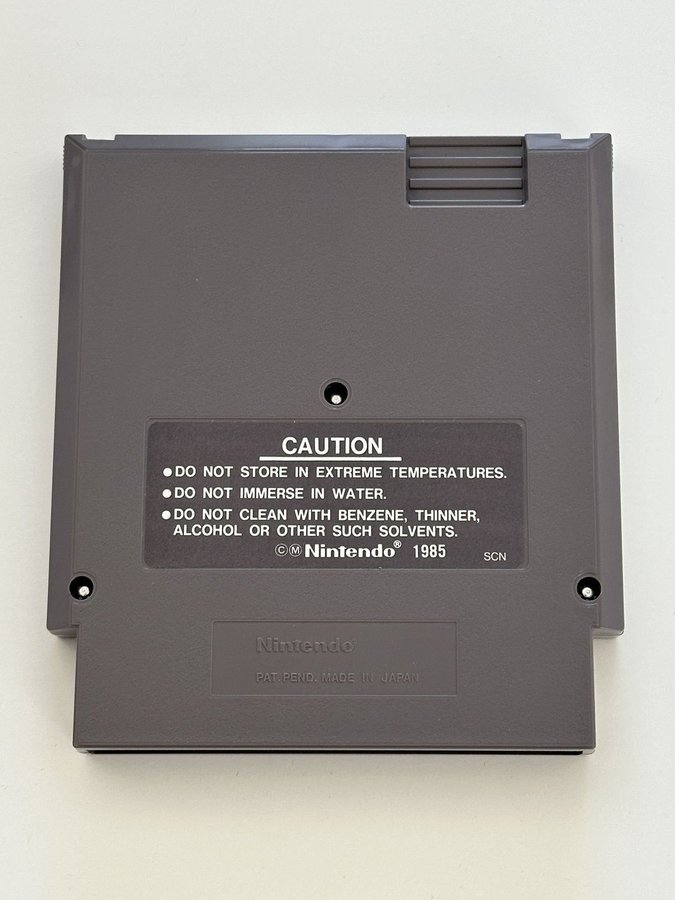 CAUTION
●DO NOT STORE IN EXTREME TEMPERATURES.
●DO NOT IMMERSE IN WATER.
●DO NOT CLEAN WITH BENZENE, THINNER,
ALCOHOL OR OTHER SUCH SOLVENTS.
ⒸⓂNintendo® 1985
SCN
Nintendo®
PAT. PEND. MADE IN JAPAN